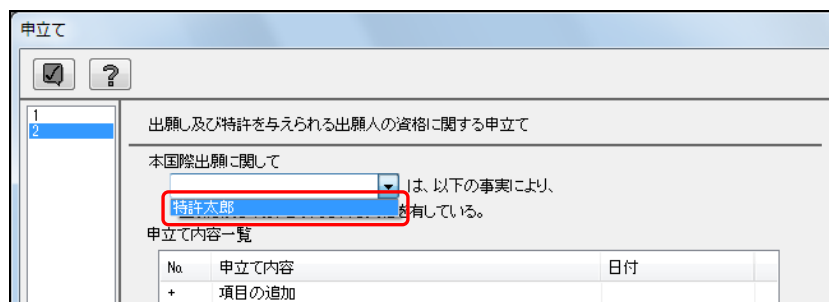 申立て
?
1
2
出願し及び特許を与えられる出願人の資格に関する申立て
本国際出願に関して
は、以下の事実により、
特許太郎
を有している。
申立て内容一覧
No. 申立て内容 日付
+ 項目の追加